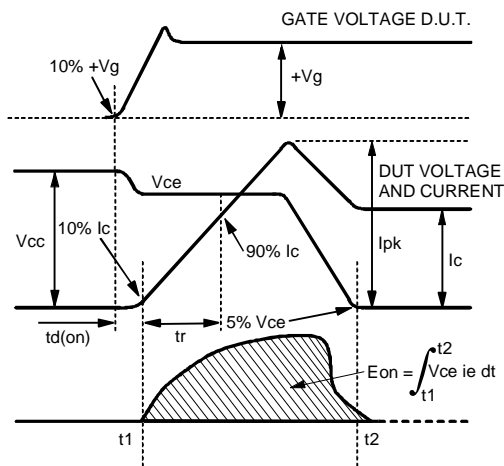 GATE VOLTAGE D.U.T.
10% +Vg
+Vg
Vce
DUT VOLTAGE
AND CURRENT
10% Ic
Vcc
90% Ic
Ipk
Ic
td(on)
tr
5% Vce
Eon = ∫ Vce ie dt
t2
t1
t1
t2